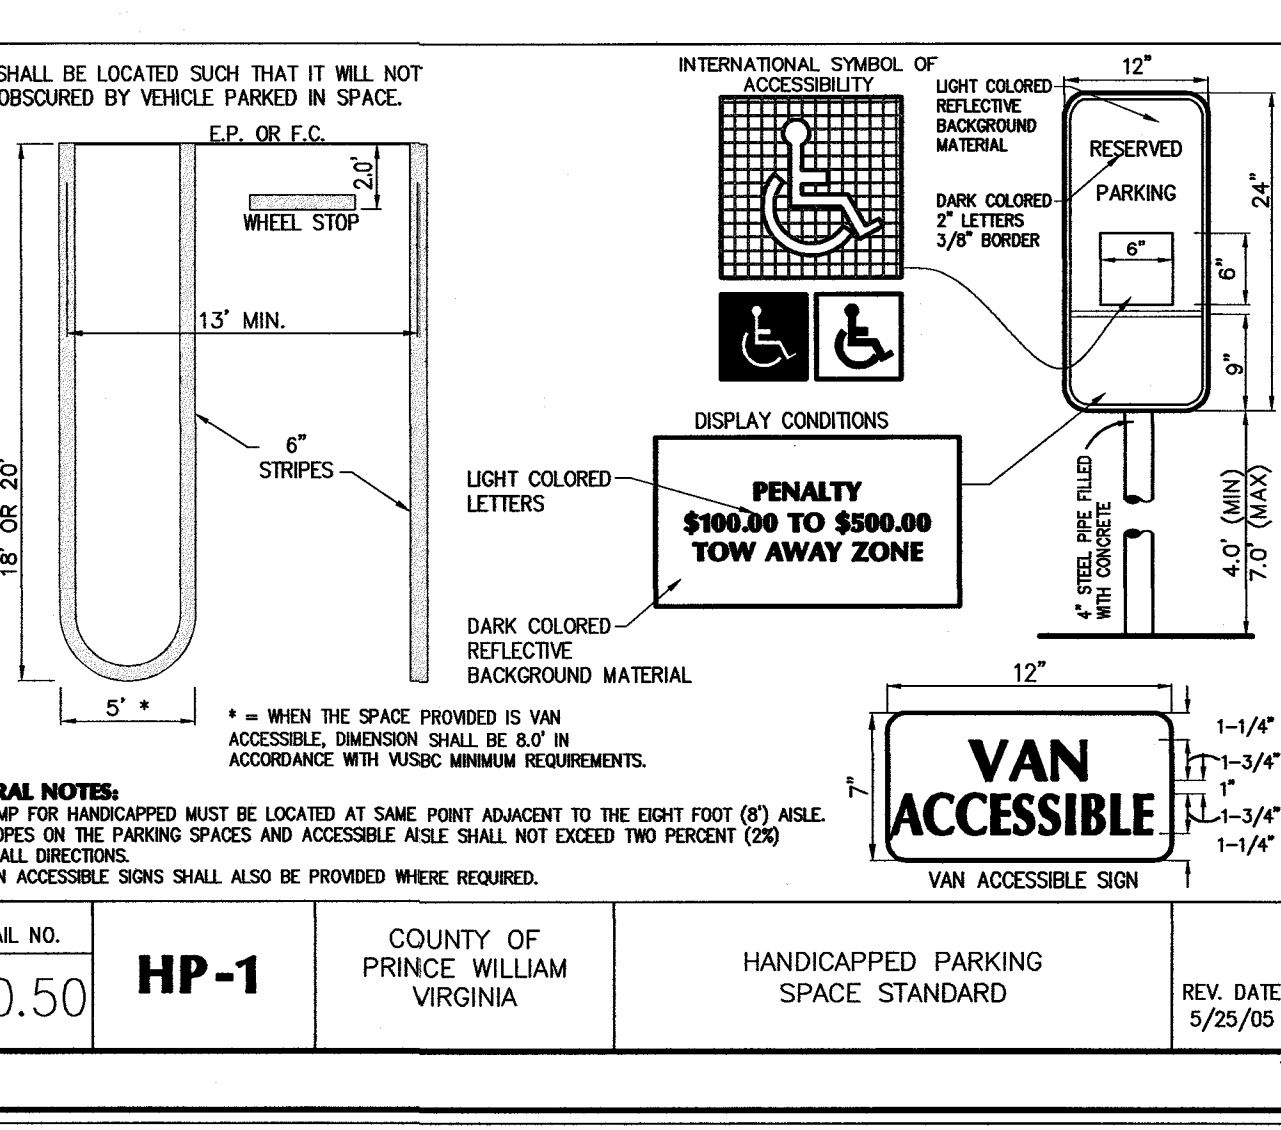 SHALL BE LOCATED SUCH THAT IT WILL NOT
OBSCURED BY VEHICLE PARKED IN SPACE.
E.P. OR F.C.
2.0'
WHEEL STOP
13' MIN.
6"
STRIPES
18' OR 20'
5' *
* = WHEN THE SPACE PROVIDED IS VAN
ACCESSIBLE, DIMENSION SHALL BE 8.0' IN
ACCORDANCE WITH VUSBC MINIMUM REQUIREMENTS.
INTERNATIONAL SYMBOL OF
ACCESSIBILITY
DISPLAY CONDITIONS
LIGHT COLORED
LETTERS
PENALTY
$100.00 TO $500.00
TOW AWAY ZONE
DARK COLORED
REFLECTIVE
BACKGROUND MATERIAL
LIGHT COLORED
REFLECTIVE
BACKGROUND
MATERIAL
DARK COLORED
2" LETTERS
3/8" BORDER
12"
RESERVED
PARKING
6"
6"
9"
24"
4" STEEL PIPE FILLED
WITH CONCRETE
4.0' (MIN)
7.0' (MAX)
12"
7"
VAN
ACCESSIBLE
1-1/4"
1-3/4"
1"
1-3/4"
1-1/4"
VAN ACCESSIBLE SIGN
RAL NOTES:
MP FOR HANDICAPPED MUST BE LOCATED AT SAME POINT ADJACENT TO THE EIGHT FOOT (8') AISLE.
OPES ON THE PARKING SPACES AND ACCESSIBLE AISLE SHALL NOT EXCEED TWO PERCENT (2%)
ALL DIRECTIONS.
N ACCESSIBLE SIGNS SHALL ALSO BE PROVIDED WHERE REQUIRED.
AIL NO.
0.50
HP-1
COUNTY OF
PRINCE WILLIAM
VIRGINIA
HANDICAPPED PARKING
SPACE STANDARD
REV. DATE
5/25/05